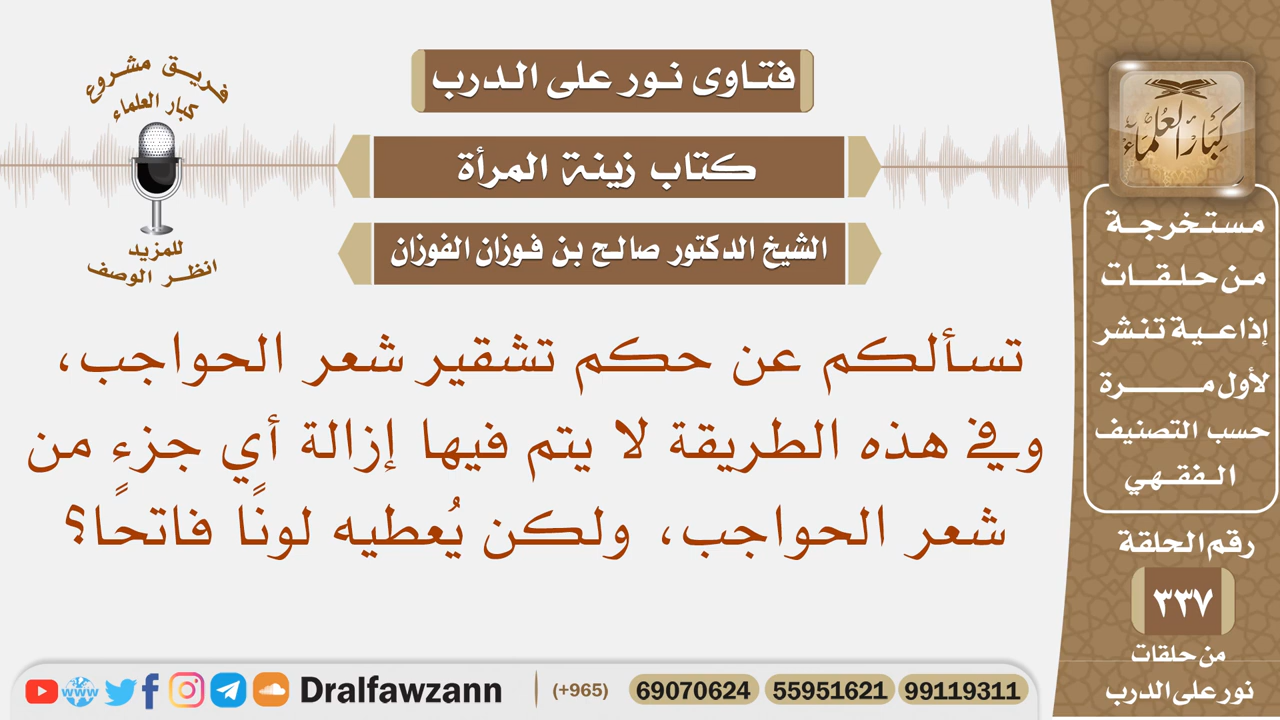 فتاوى نور على الدرب
كتاب زينة المرأة
الشيخ الدكتور صالح بن فوزان الفوزان
فريق مشروع
كبار العلماء
للمزيد
انظر الوصف
تسألكم عن حكم تشقير شعر الحواجب،
وفي هذه الطريقة لا يتم فيها إزالة أي جزءٍ من
شعر الحواجب، ولكن يُعطيه لونًا فاتحًا؟
كبار العلماء
مستخرجة
من حلقات
إذاعية تنشر
لأول مرة
حسب التصنيف
الفقهي
رقم الحلقة
٣٣٧
من حلقات
نور على الدرب
www Dralfawzann (+965) 69070624 55951621 99119311